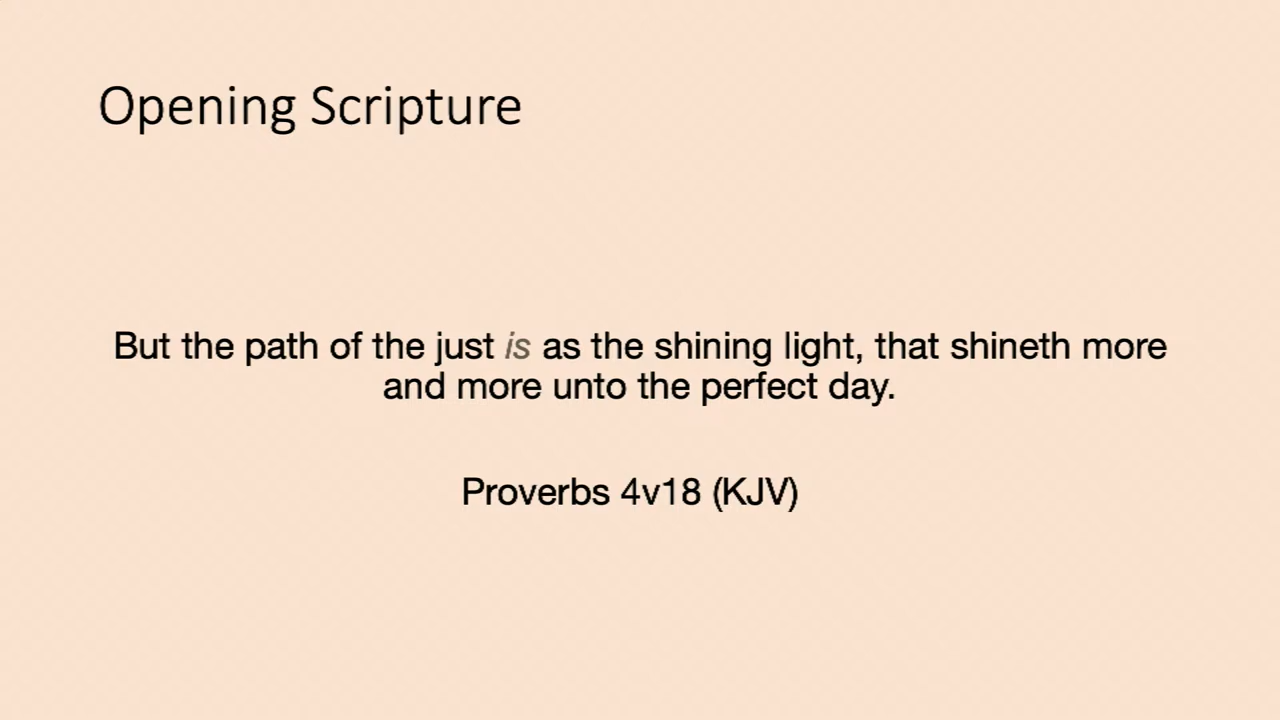 Opening Scripture
But the path of the just is as the shining light, that shineth more
and more unto the perfect day.
Proverbs 4v18 (KJV)